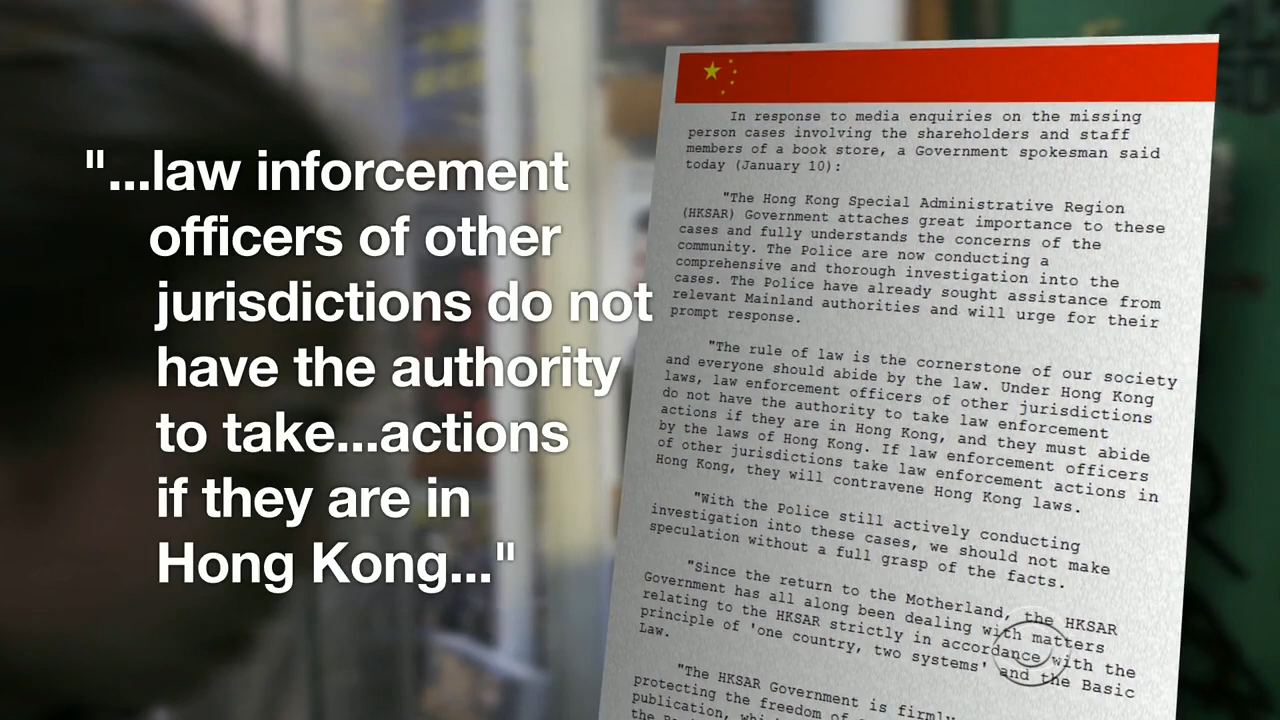 "...law inforcement
officers of other
jurisdictions do not
have the authority
to take...actions
if they are in
Hong Kong..."
In response to media enquiries on the missing
person cases involving the shareholders and staff
members of a book store, a Government spokesman said
today (January 10):
"The Hong Kong Special Administrative Region
(HKSAR) Government attaches great importance to these
cases and fully understands the concerns of the
community. The Police are now conducting a
comprehensive and thorough investigation into the
cases. The Police have already sought assistance from
relevant Mainland authorities and will urge for their
prompt response.
"The rule of law is the cornerstone of our society
and everyone should abide by the law. Under Hong Kong
laws, law enforcement officers of other jurisdictions
do not have the authority to take law enforcement
actions if they are in Hong Kong, and they must abide
by the laws of Hong Kong. If law enforcement officers
of other jurisdictions take law enforcement actions in
Hong Kong, they will contravene Hong Kong laws.
"With the Police still actively conducting
investigation into these cases, we should not make
speculation without a full grasp of the facts.
"Since the return to the Motherland, the HKSAR
Government has all along been dealing with matters
relating to the HKSAR strictly in accordance with the
principle of 'one country, two systems' and the Basic
Law.
"The HKSAR Government is firmly
protecting the freedom of
publication,